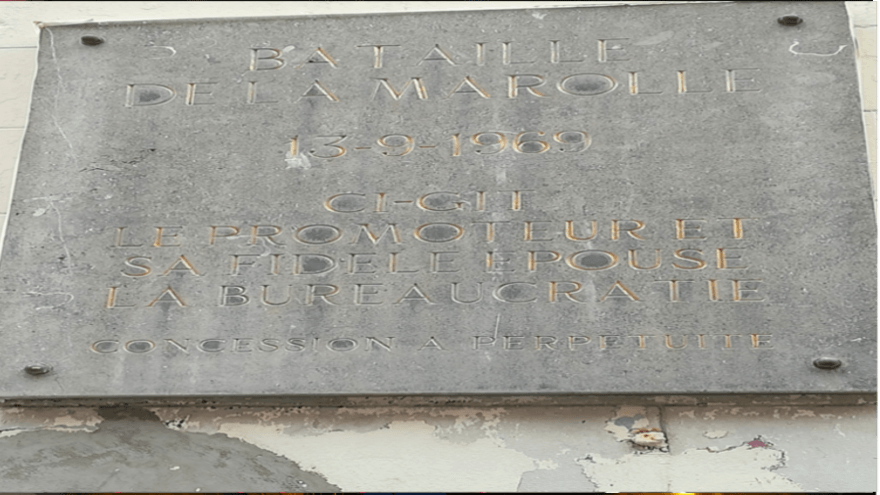 BATAILLE
DE LA MAROLLE
13-9-1969
CI-GIT
LE PROMOTEUR ET
SA FIDELE EPOUSE
LA BUREAUCRATIE
CONCESSION A PERPETUITE